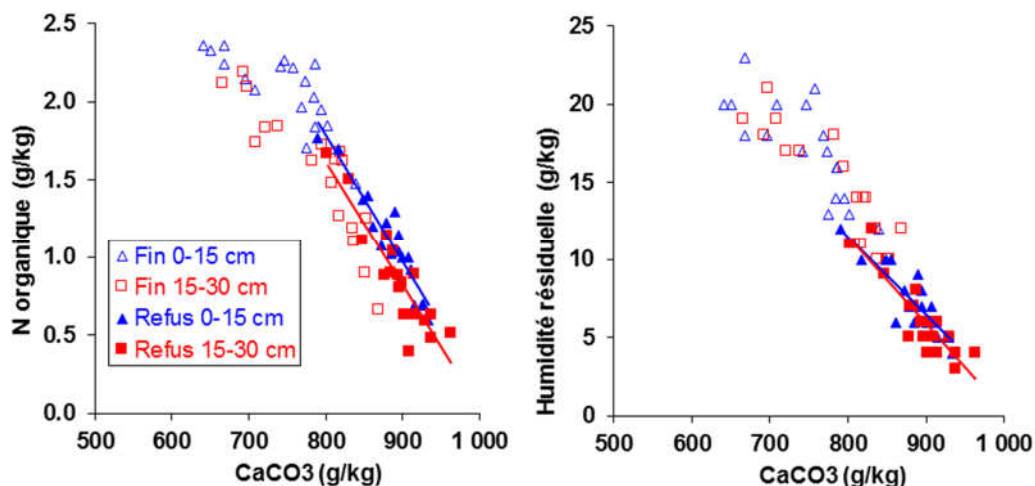 2.5
2.0
1.5
1.0
0.5
0.0
N organique (g/kg)
Fin 0-15 cm
Fin 15-30 cm
Refus 0-15 cm
Refus 15-30 cm
500 600 700 800 900 1 000
CaCO3 (g/kg)
25
20
15
10
5
0
Humidité résiduelle (g/kg)
500 600 700 800 900 1 000
CaCO3 (g/kg)